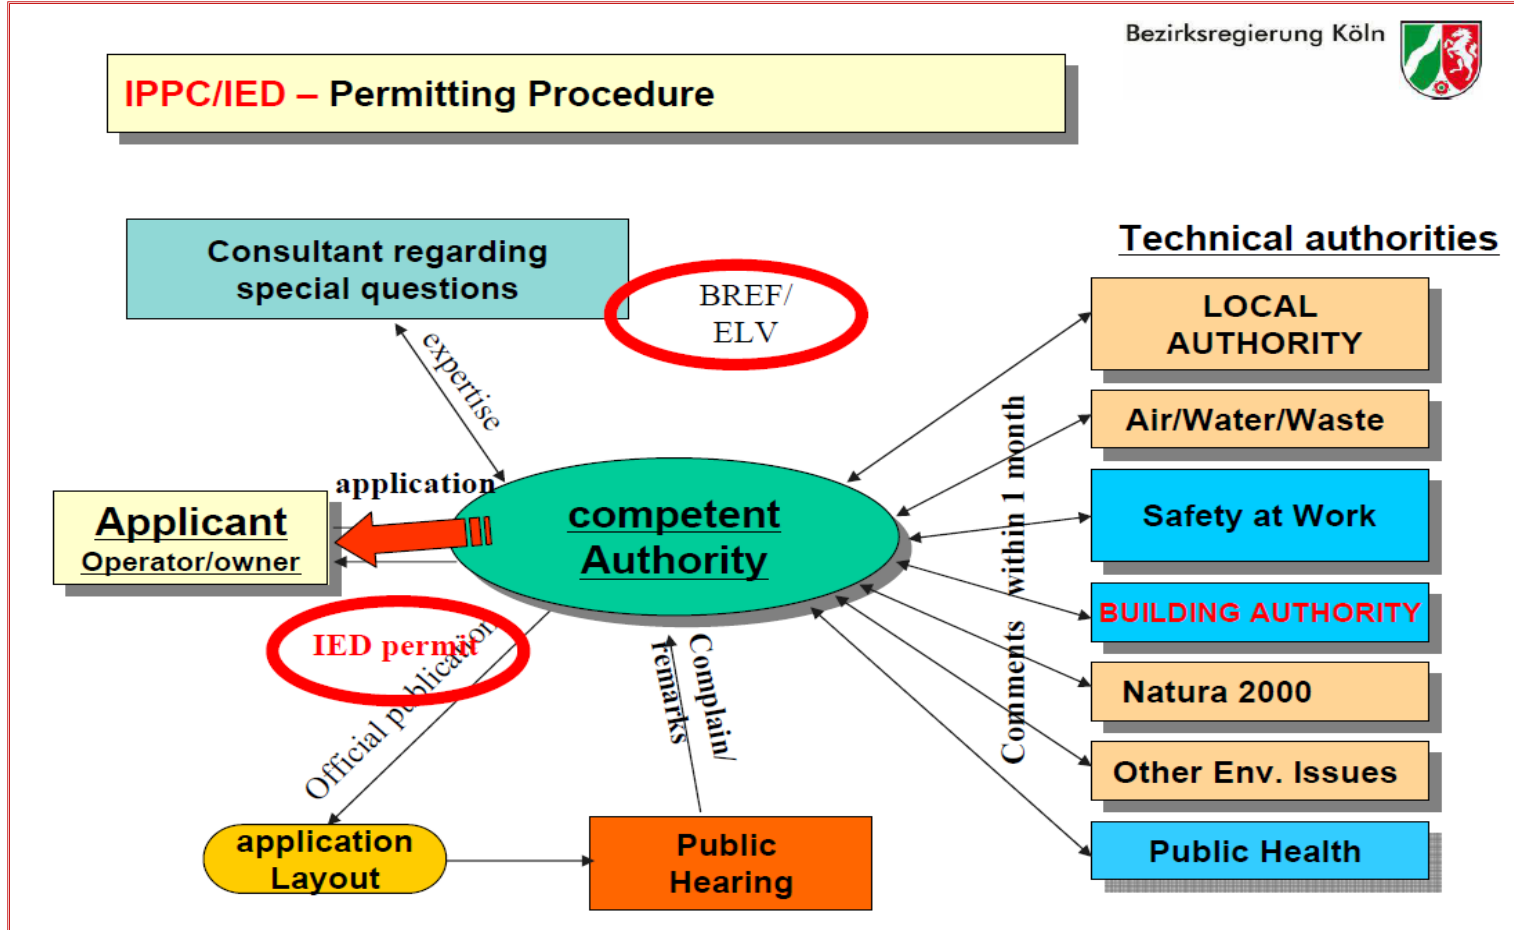 Bezirksregierung Köln
IPPC/IED – Permitting Procedure
Consultant regarding
special questions
BREF/
ELV
Technical authorities
LOCAL
AUTHORITY
Air/Water/Waste
Safety at Work
BUILDING AUTHORITY
Natura 2000
Other Env. Issues
Public Health
expertise
application
Applicant
Operator/owner
competent
Authority
Comments within 1 month
IED permit
Official publication
Complain/
remarks
application
Layout
Public
Hearing